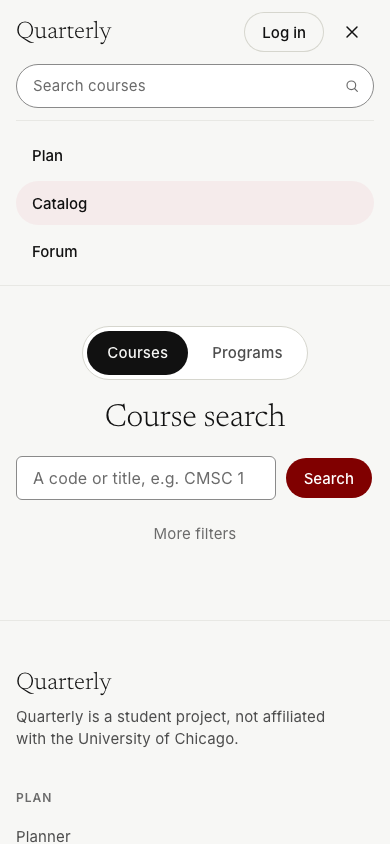 Quarterly
Log in
Search courses
Plan
Catalog
Forum
Courses
Programs
Course search
A code or title, e.g. CMSC 1
Search
More filters
Quarterly
Quarterly is a student project, not affiliated
with the University of Chicago.
PLAN
Planner